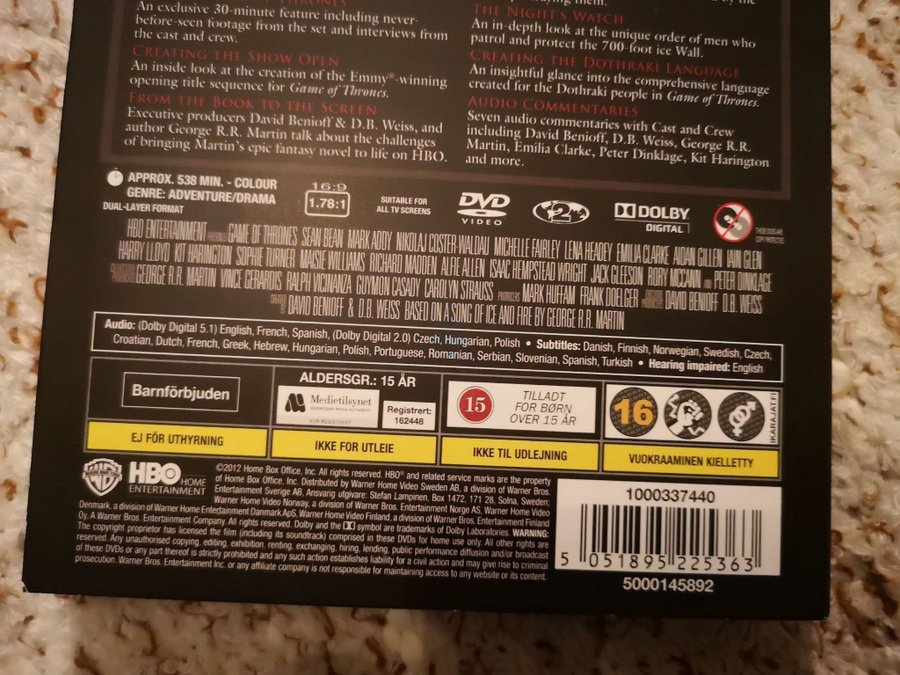 THRONES
An exclusive 30-minute feature including never-
before-seen footage from the set and interviews from
the cast and crew.
CREATING THE SHOW OPEN
An inside look at the creation of the Emmy®-winning
opening title sequence for Game of Thrones.
FROM THE BOOK TO THE SCREEN
Executive producers David Benioff & D.B. Weiss, and
author George R.R. Martin talk about the challenges
of bringing Martin's epic fantasy novel to life on HBO.
by the
them.
THE NIGHT'S WATCH
An in-depth look at the unique order of men who
patrol and protect the 700-foot ice Wall.
CREATING THE DOTHRAKI LANGUAGE
An insightful glance into the comprehensive language
created for the Dothraki people in Game of Thrones.
AUDIO COMMENTARIES
Seven audio commentaries with Cast and Crew
including David Benioff, D.B. Weiss, George R.R.
Martin, Emilia Clarke, Peter Dinklage, Kit Harington
and more.
APPROX. 538 MIN. - COLOUR
GENRE: ADVENTURE/DRAMA
DUAL-LAYER FORMAT
16:9
1.78:1
SUITABLE FOR
ALL TV SCREENS
DVD
VIDEO
2
DOLBY
DIGITAL
THESE DVDs ARE
COPY PROTECTED
HBO ENTERTAINMENT PRESENTS GAME OF THRONES SEAN BEAN MARK ADDY NIKOLAJ COSTER-WALDAU MICHELLE FAIRLEY LENA HEADEY EMILIA CLARKE AIDAN GILLEN IAIN GLEN
HARRY LLOYD KIT HARINGTON SOPHIE TURNER MAISIE WILLIAMS RICHARD MADDEN ALFIE ALLEN ISAAC HEMPSTEAD WRIGHT JACK GLEESON RORY MCCANN AND PETER DINKLAGE
GEORGE R.R. MARTIN VINCE GERARDIS RALPH VICINANZA GUYMON CASADY CAROLYN STRAUSS PRODUCERS MARK HUFFAM FRANK DOELGER DAVID BENIOFF D.B. WEISS
DAVID BENIOFF & D.B. WEISS BASED ON A SONG OF ICE AND FIRE BY GEORGE R.R. MARTIN
Audio: (Dolby Digital 5.1) English, French, Spanish, (Dolby Digital 2.0) Czech, Hungarian, Polish • Subtitles: Danish, Finnish, Norwegian, Swedish, Czech,
Croatian, Dutch, French, Greek, Hebrew, Hungarian, Polish, Portuguese, Romanian, Serbian, Slovenian, Spanish, Turkish • Hearing impaired: English
Barnförbjuden
EJ FÖR UTHYRNING
ALDERSGR.: 15 ÅR
Medietilsynet
NORWEGIAN MEDIA AUTHORITY
Registrert:
162448
IKKE FOR UTLEIE
15
TILLADT
FOR BØRN
OVER 15 ÅR
IKKE TIL UDLEJNING
16
IKARAJAT.FI
VUOKRAAMINEN KIELLETTY
WB
HBO HOME
ENTERTAINMENT
©2012 Home Box Office, Inc. All rights reserved. HBO® and related service marks are the property
of Home Box Office, Inc. Distributed by Warner Home Video Sweden AB, a division of Warner Bros.
Entertainment Sverige AB, Ansvarig utgivare: Stefan Lampinen, Box 1472, 171 28, Solna, Sweden;
Warner Home Video Norway, a division of Warner Bros. Entertainment Norge AS, Warner Home Video
Denmark, a division of Warner Home Entertainment Danmark ApS, Warner Home Video Finland, a division of Warner Bros. Entertainment Finland
Oy. A Warner Bros. Entertainment Company. All rights reserved. Dolby and the DD symbol are trademarks of Dolby Laboratories. WARNING:
The copyright proprietor has licensed the film (including its soundtrack) comprised in these DVDs for home use only. All other rights are
reserved. Any unauthorised copying, editing, exhibition, renting, exchanging, hiring, lending, public performance diffusion and/or broadcast
of these DVDs or any part thereof is strictly prohibited and any such action establishes liability for a civil action and may give rise to criminal
prosecution. Warner Bros. Entertainment Inc. or any affiliate company is not responsible for maintaining access to any website or its content.
1000337440
5 051895 225363
5000145892